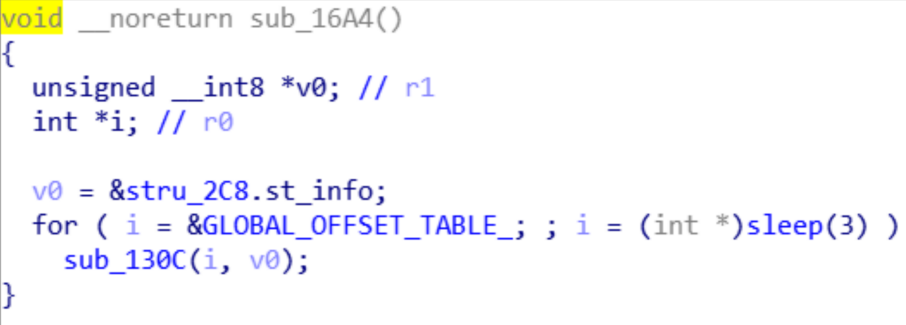 void __noreturn sub_16A4()
{
unsigned __int8 *v0; // r1
int *i; // r0
v0 = &stru_2C8.st_info;
for ( i = &GLOBAL_OFFSET_TABLE_; ; i = (int *)sleep(3) )
sub_130C(i, v0);
}